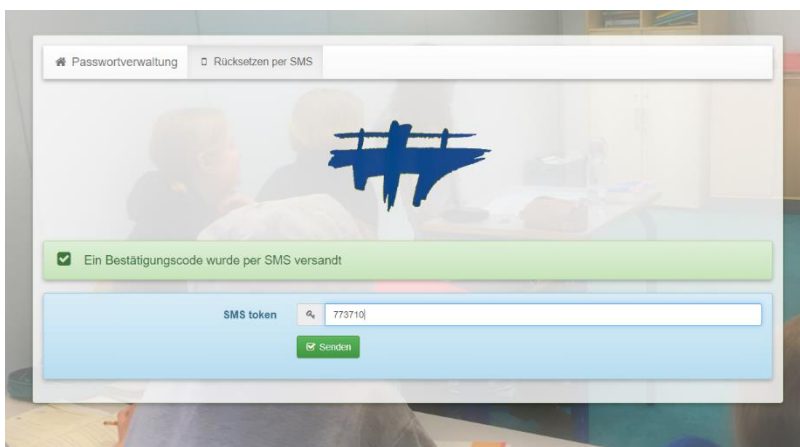 Passwortverwaltung
Rücksetzen per SMS
Ein Bestätigungscode wurde per SMS versandt
SMS token
773710
Senden